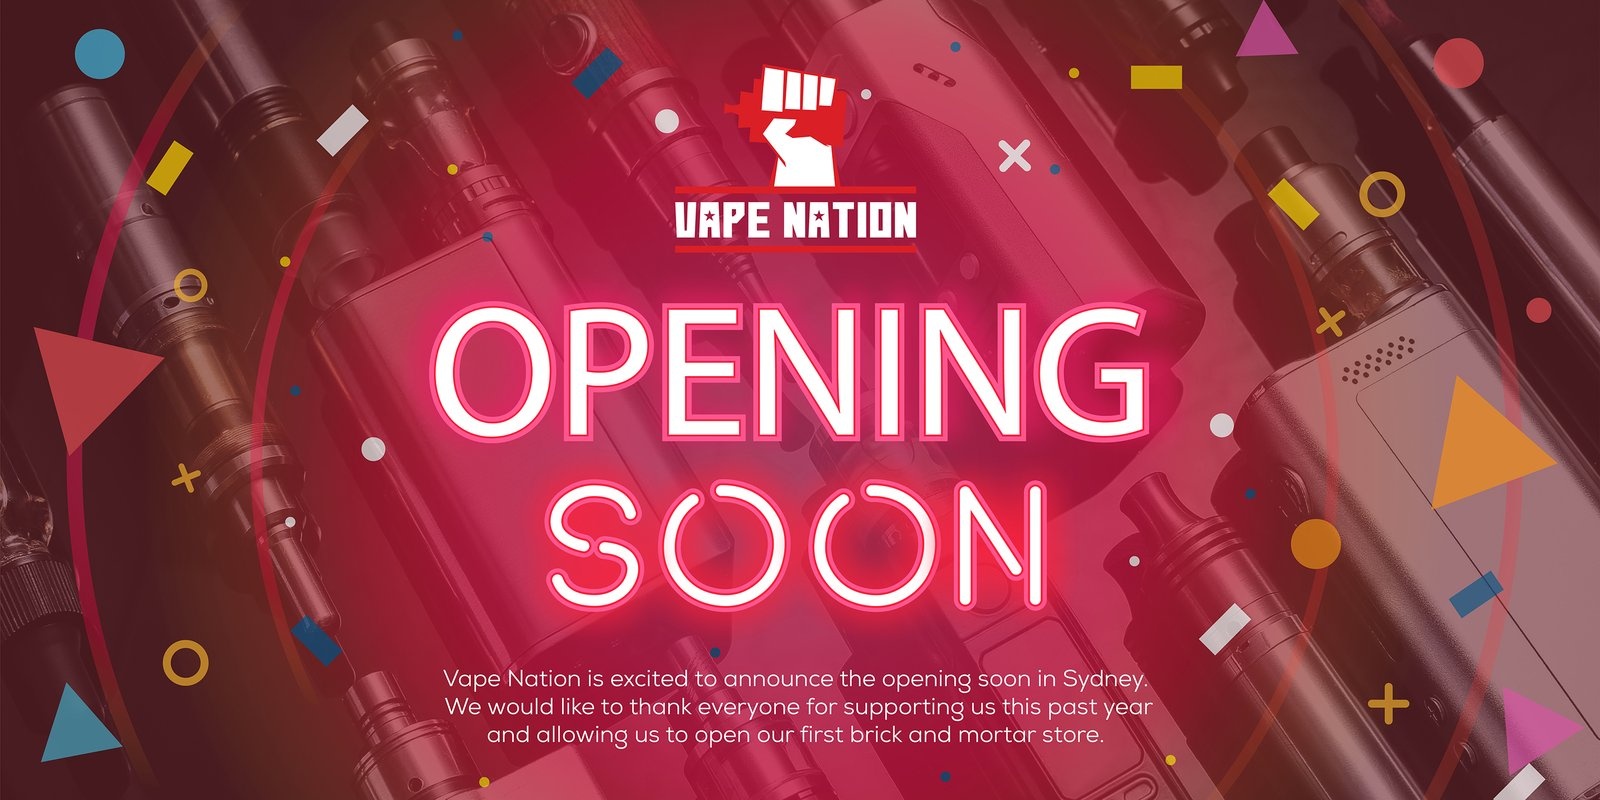 VAPE NATION
OPENING
SOON
Vape Nation is excited to announce the opening soon in Sydney.
We would like to thank everyone for supporting us this past year
and allowing us to open our first brick and mortar store.